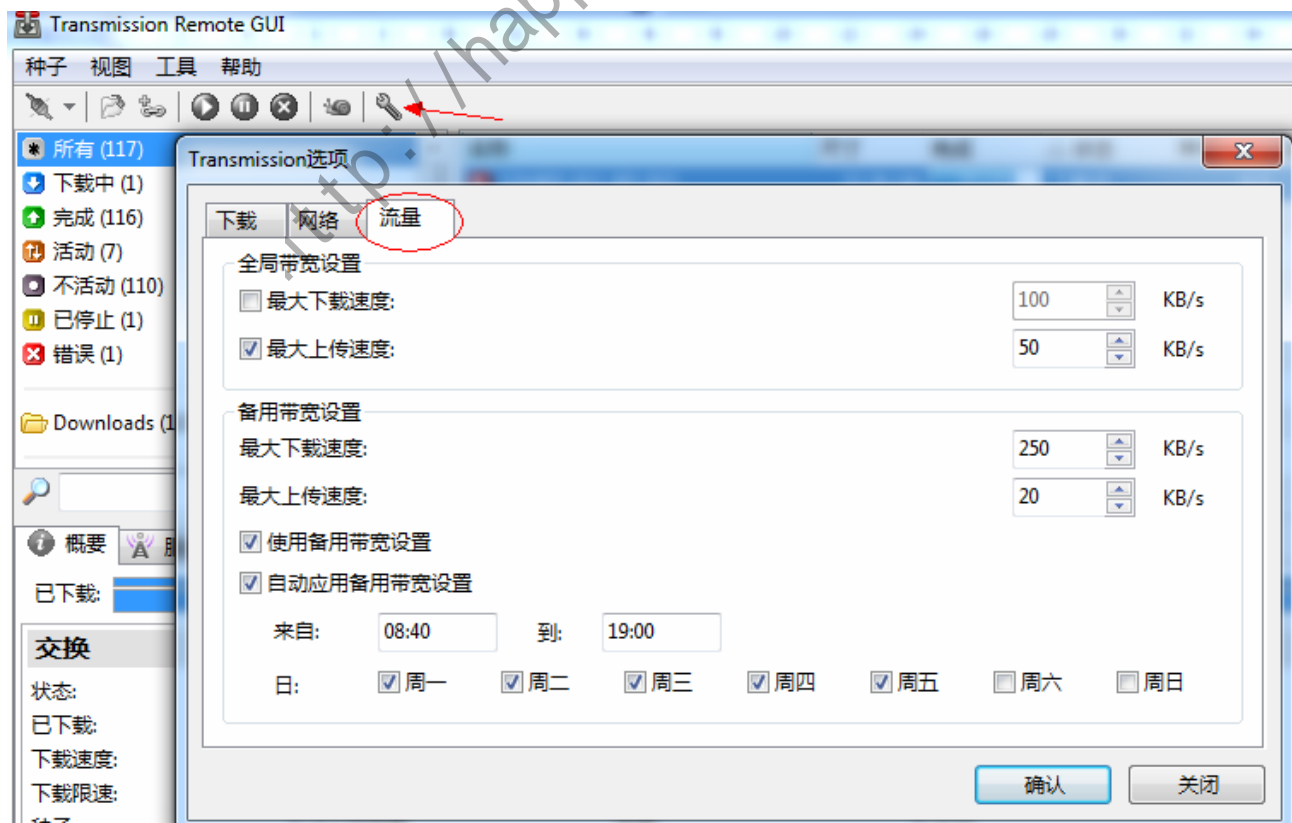 Transmission Remote GUI
种子 视图 工具 帮助
http://hap
所有 (117)
下载中 (1)
完成 (116)
活动 (7)
不活动 (110)
已停止 (1)
错误 (1)
Downloads (1
概要
已下载:
交换
状态:
已下载:
下载速度:
下载限速:
Transmission选项
下载 网络 流量
全局带宽设置
最大下载速度: 100 KB/s
最大上传速度: 50 KB/s
备用带宽设置
最大下载速度: 250 KB/s
最大上传速度: 20 KB/s
使用备用带宽设置
自动应用备用带宽设置
来自: 08:40 到: 19:00
日: 周一 周二 周三 周四 周五 周六 周日
确认 关闭